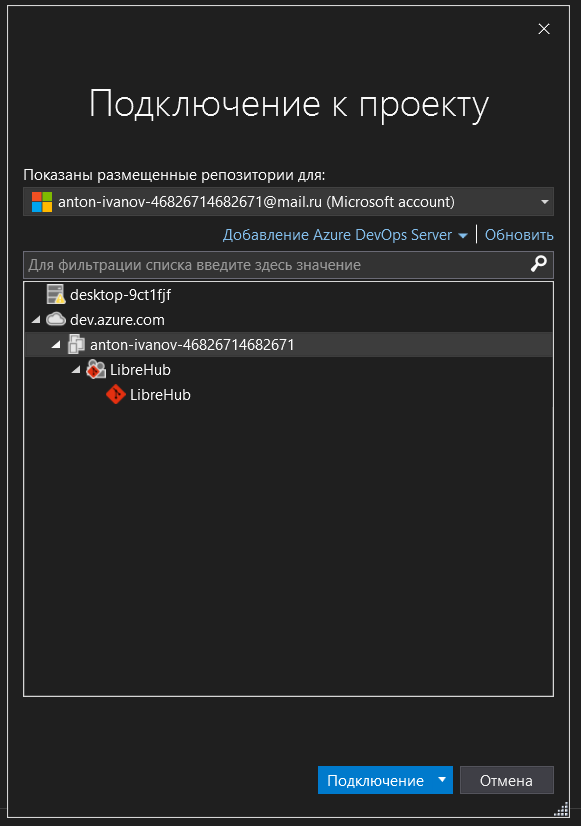 Подключение к проекту
Показаны размещенные репозитории для:
anton-ivanov-46826714682671@mail.ru (Microsoft account)
Добавление Azure DevOps Server
Обновить
Для фильтрации списка введите здесь значение
desktop-9ct1fjf
dev.azure.com
anton-ivanov-46826714682671
LibreHub
LibreHub
Подключение
Отмена